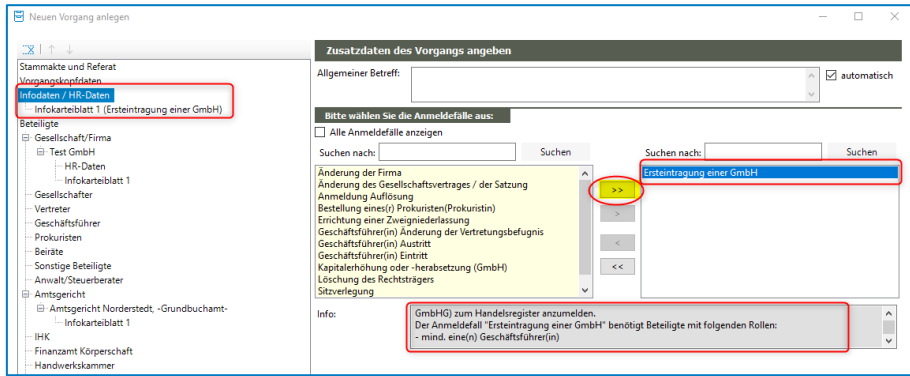 Neuen Vorgang anlegen
Zusatzdaten des Vorgangs angeben
Stammakte und Referat
Vorgangskopfdaten
Infodaten / HR-Daten
Infokarteiblatt 1 (Ersteintragung einer GmbH)
Beteiligte
Gesellschaft/Firma
Test GmbH
HR-Daten
Infokarteiblatt 1
Gesellschafter
Vertreter
Geschäftsführer
Prokuristen
Beiräte
Sonstige Beteiligte
Anwalt/Steuerberater
Amtsgericht
Amtsgericht Norderstedt, -Grundbuchamt-
Infokarteiblatt 1
IHK
Finanzamt Körperschaft
Handwerkskammer
Allgemeiner Betreff:
automatisch
Bitte wählen Sie die Anmeldefälle aus:
Alle Anmeldefälle anzeigen
Suchen nach: Suchen
Änderung der Firma
Änderung des Gesellschaftsvertrages / der Satzung
Anmeldung Auflösung
Bestellung eines(r) Prokuristen(Prokuristin)
Errichtung einer Zweigniederlassung
Geschäftsführer(in) Änderung der Vertretungsbefugnis
Geschäftsführer(in) Austritt
Geschäftsführer(in) Eintritt
Kapitalerhöhung oder -herabsetzung (GmbH)
Löschung des Rechtsträgers
Sitzverlegung
>>
>
<
<<
Suchen nach: Suchen
Ersteintragung einer GmbH
Info:
GmbHG) zum Handelsregister anzumelden.
Der Anmeldefall "Ersteintragung einer GmbH" benötigt Beteiligte mit folgenden Rollen:
- mind. eine(n) Geschäftsführer(in)